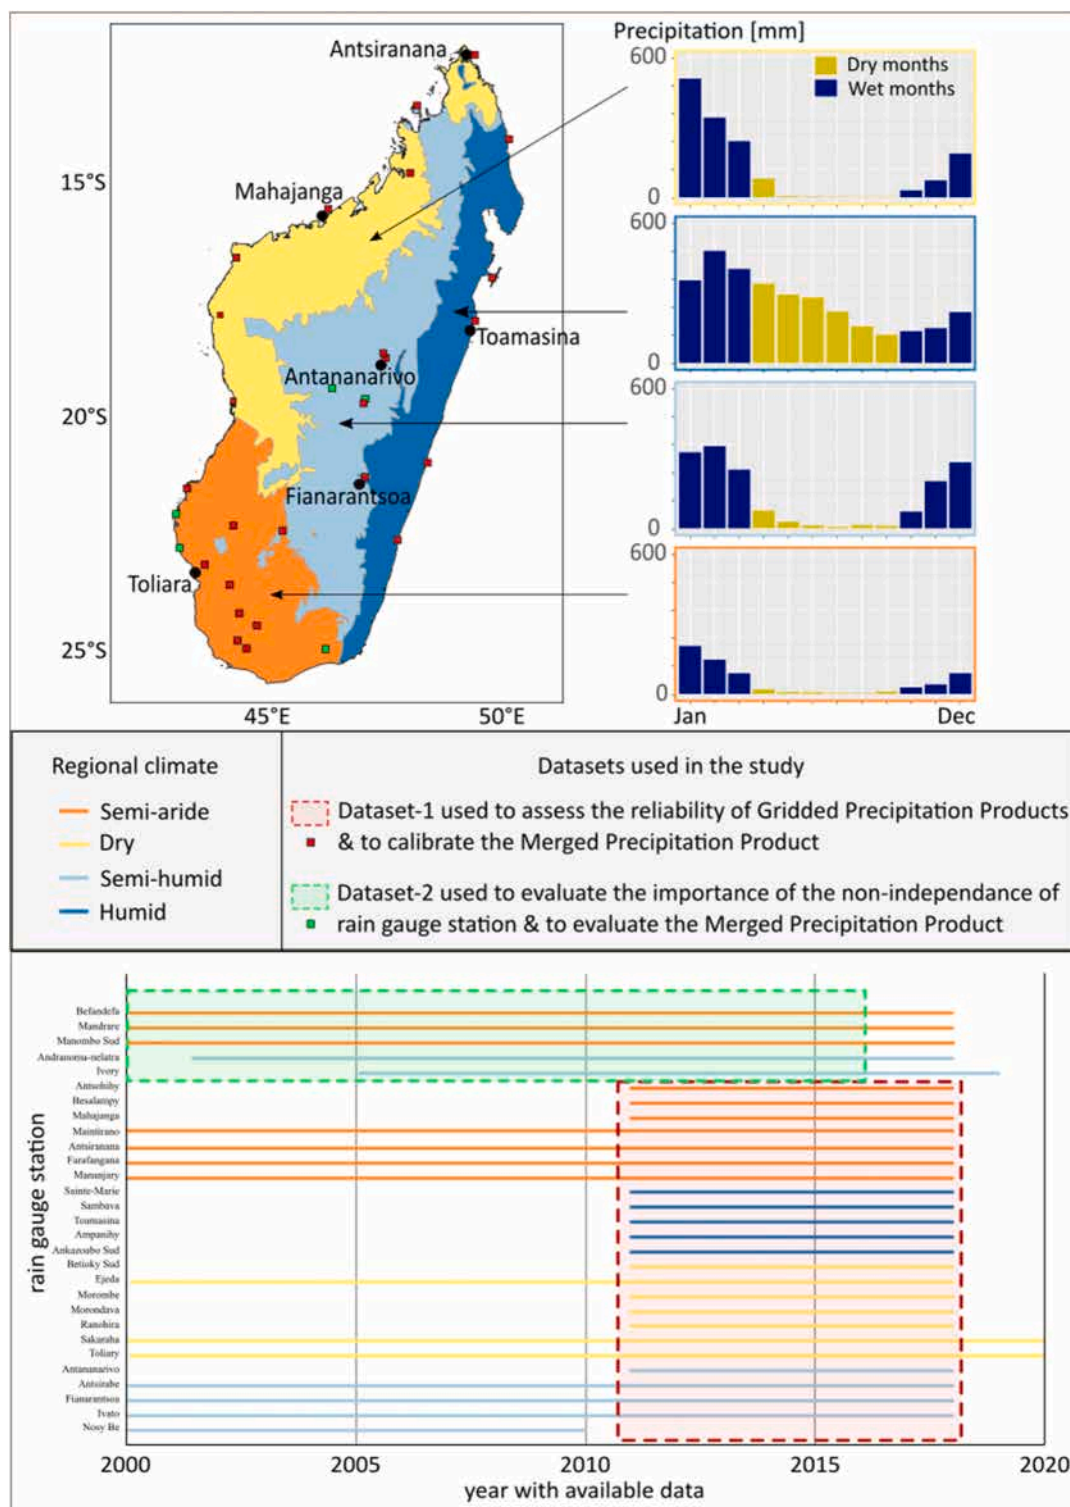 Precipitation [mm]
Antsiranana
15°S
Mahajanga
Toamasina
Antananarivo
20°S
Fianarantsoa
Toliara
25°S
45°E
50°E
600
Dry months
Wet months
0
600
0
600
0
600
0
Jan
Dec
Regional climate
Semi-aride
Dry
Semi-humid
Humid
Datasets used in the study
Dataset-1 used to assess the reliability of Gridded Precipitation Products
& to calibrate the Merged Precipitation Product
Dataset-2 used to evaluate the importance of the non-independance of
rain gauge station & to evaluate the Merged Precipitation Product
rain gauge station
Befandefa
Mandrare
Manombo Sud
Andranomanelatra
Ivory
Antsohihy
Besalampy
Mahajanga
Maintirano
Antsiranana
Farafangana
Mananjary
Sainte-Marie
Sambava
Toamasina
Ampanihy
Ankazoabo Sud
Betioky Sud
Ejeda
Morombe
Morondava
Ranohira
Sakaraha
Toliary
Antananarivo
Antsirabe
Fianarantsoa
Ivato
Nosy Be
2000
2005
2010
2015
2020
year with available data